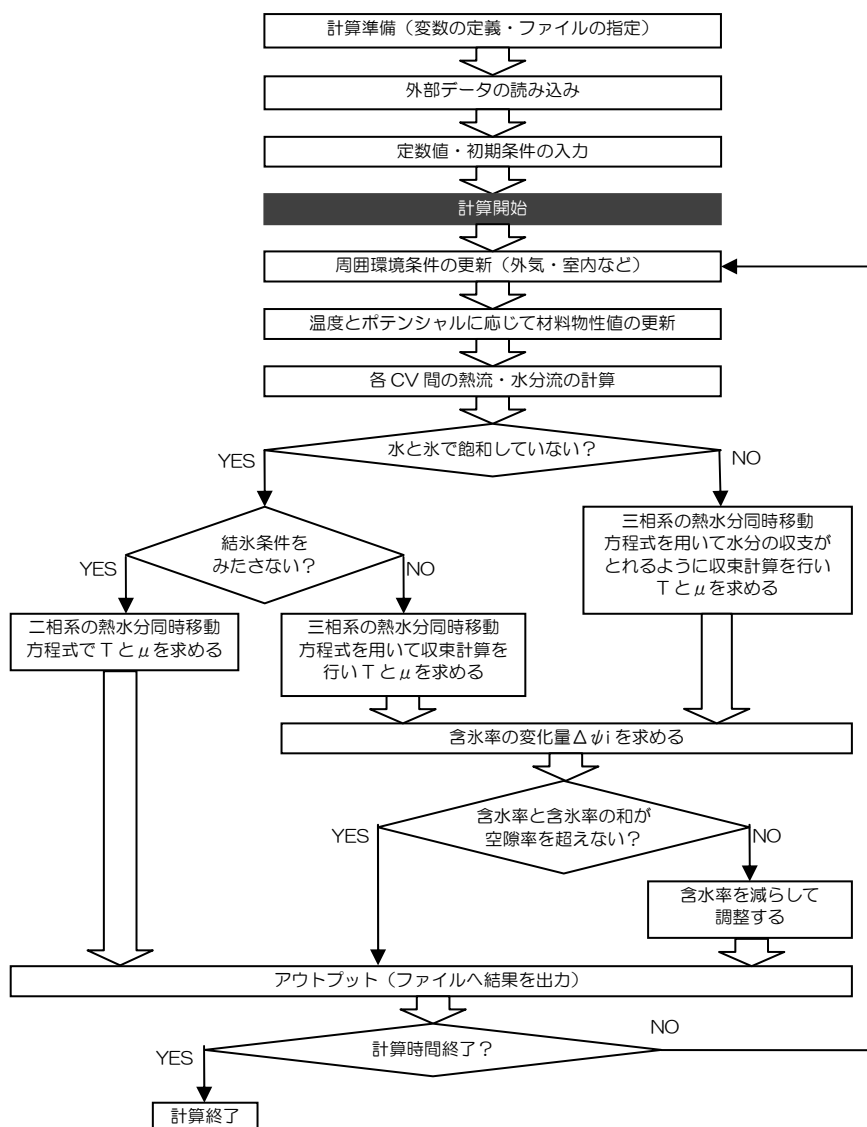 計算準備（変数の定義・ファイルの指定）
外部データの読み込み
定数値・初期条件の入力
計算開始
周囲環境条件の更新（外気・室内など）
温度とポテンシャルに応じて材料物性値の更新
各CV間の熱流・水分流の計算
水と氷で飽和していない？
YES
NO
結氷条件を
みたさない？
YES
NO
三相系の熱水分同時移動
方程式を用いて水分の収支が
とれるように収束計算を行い
Tとμを求める
二相系の熱水分同時移動
方程式でTとμを求める
三相系の熱水分同時移動
方程式を用いて収束計算を
行いTとμを求める
含氷率の変化量Δψiを求める
含水率と含氷率の和が
空隙率を超えない？
YES
NO
含水率を減らして
調整する
アウトプット（ファイルへ結果を出力）
計算時間終了？
YES
NO
計算終了